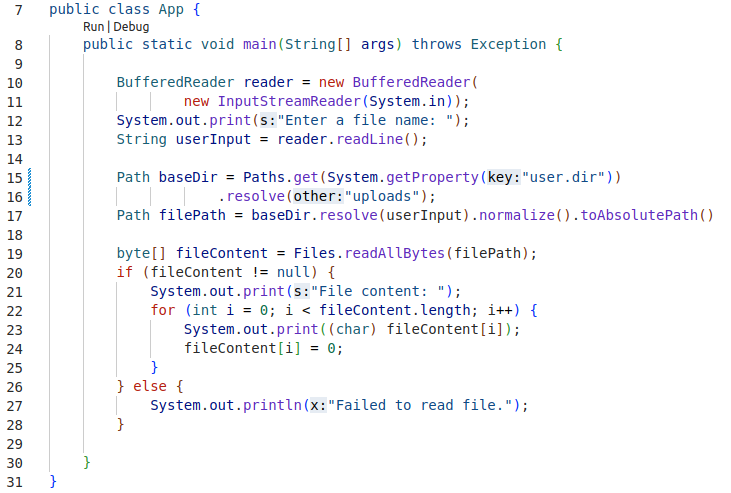 7 public class App {
Run | Debug
8 public static void main(String[] args) throws Exception {
9
10 BufferedReader reader = new BufferedReader(
11 new InputStreamReader(System.in));
12 System.out.print(s:"Enter a file name: ");
13 String userInput = reader.readLine();
14
15 Path baseDir = Paths.get(System.getProperty(key:"user.dir"))
16 .resolve(other:"uploads");
17 Path filePath = baseDir.resolve(userInput).normalize().toAbsolutePath()
18
19 byte[] fileContent = Files.readAllBytes(filePath);
20 if (fileContent != null) {
21 System.out.print(s:"File content: ");
22 for (int i = 0; i < fileContent.length; i++) {
23 System.out.print((char) fileContent[i]);
24 fileContent[i] = 0;
25 }
26 } else {
27 System.out.println(x:"Failed to read file.");
28 }
29
30 }
31 }